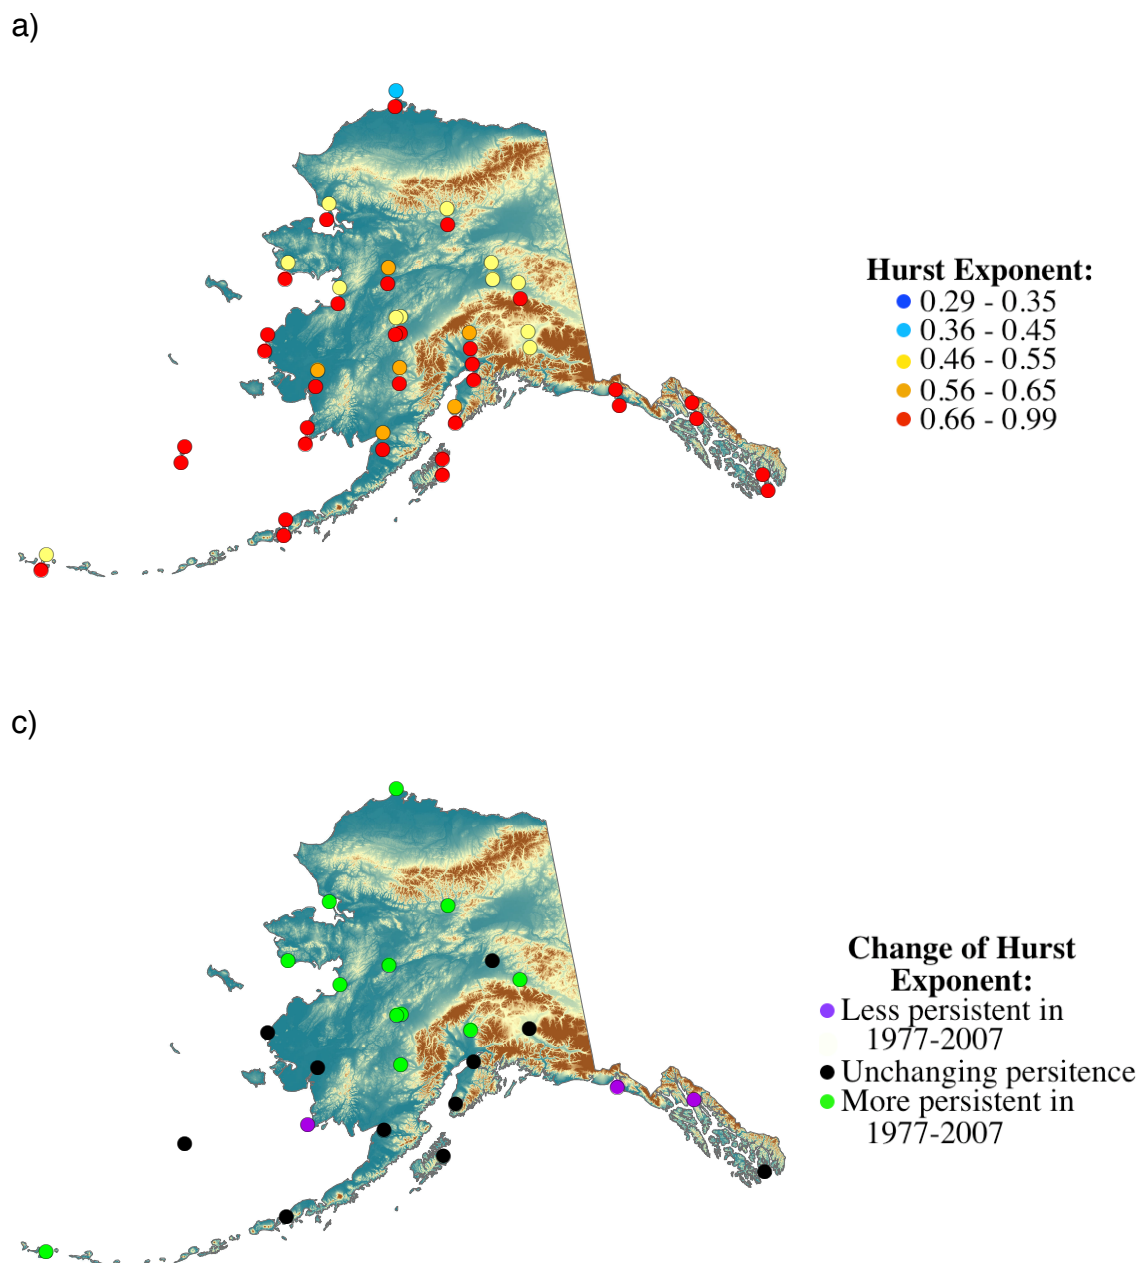 a)
Hurst Exponent:
0.29 - 0.35
0.36 - 0.45
0.46 - 0.55
0.56 - 0.65
0.66 - 0.99
c)
Change of Hurst
Exponent:
Less persistent in
1977-2007
Unchanging persitence
More persistent in
1977-2007